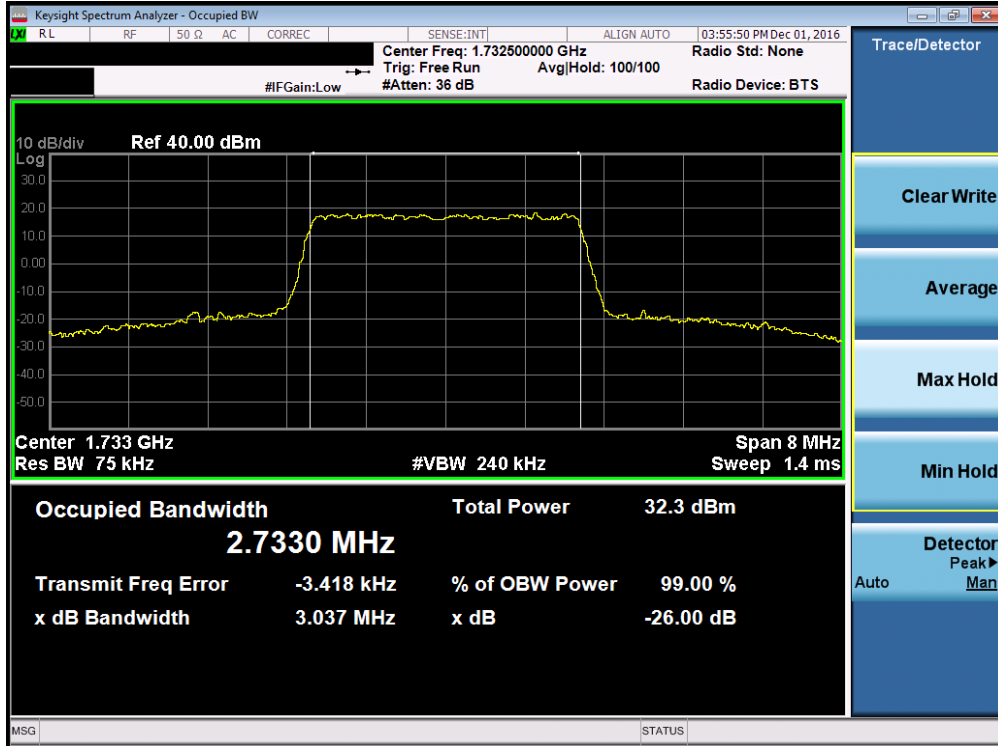 Keysight Spectrum Analyzer - Occupied BW
LXI RL RF 50 Ω AC CORREC SENSE:INT ALIGN AUTO 03:55:50 PM Dec 01, 2016
Center Freq: 1.732500000 GHz Radio Std: None
Trig: Free Run Avg|Hold: 100/100
#IFGain:Low #Atten: 36 dB Radio Device: BTS
10 dB/div Ref 40.00 dBm
Log
30.0
20.0
10.0
0.00
-10.0
-20.0
-30.0
-40.0
-50.0
Center 1.733 GHz Span 8 MHz
Res BW 75 kHz #VBW 240 kHz Sweep 1.4 ms
Occupied Bandwidth Total Power 32.3 dBm
2.7330 MHz
Transmit Freq Error -3.418 kHz % of OBW Power 99.00 %
x dB Bandwidth 3.037 MHz x dB -26.00 dB
MSG STATUS
Trace/Detector
Clear Write
Average
Max Hold
Min Hold
Detector
Peak▶
Auto Man